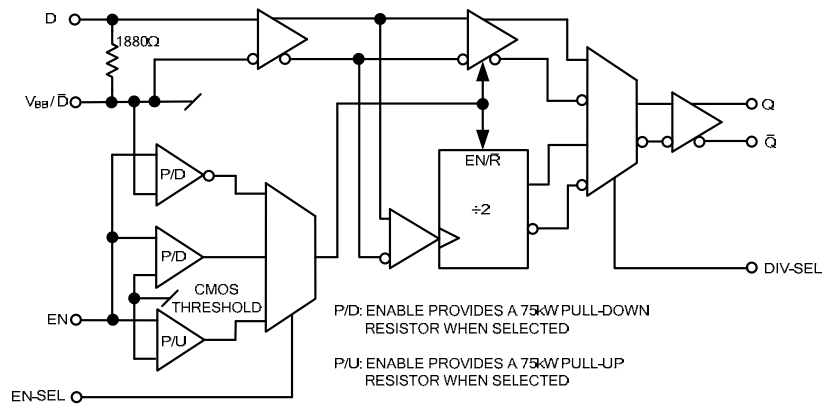 D
1880Ω
VBB/D̄
P/D
EN/R̄
÷2
Q
Q̄
P/D
CMOS
THRESHOLD
DIV-SEL
EN
P/U
EN-SEL
P/D: ENABLE PROVIDES A 75kW PULL-DOWN
RESISTOR WHEN SELECTED
P/U: ENABLE PROVIDES A 75kW PULL-UP
RESISTOR WHEN SELECTED